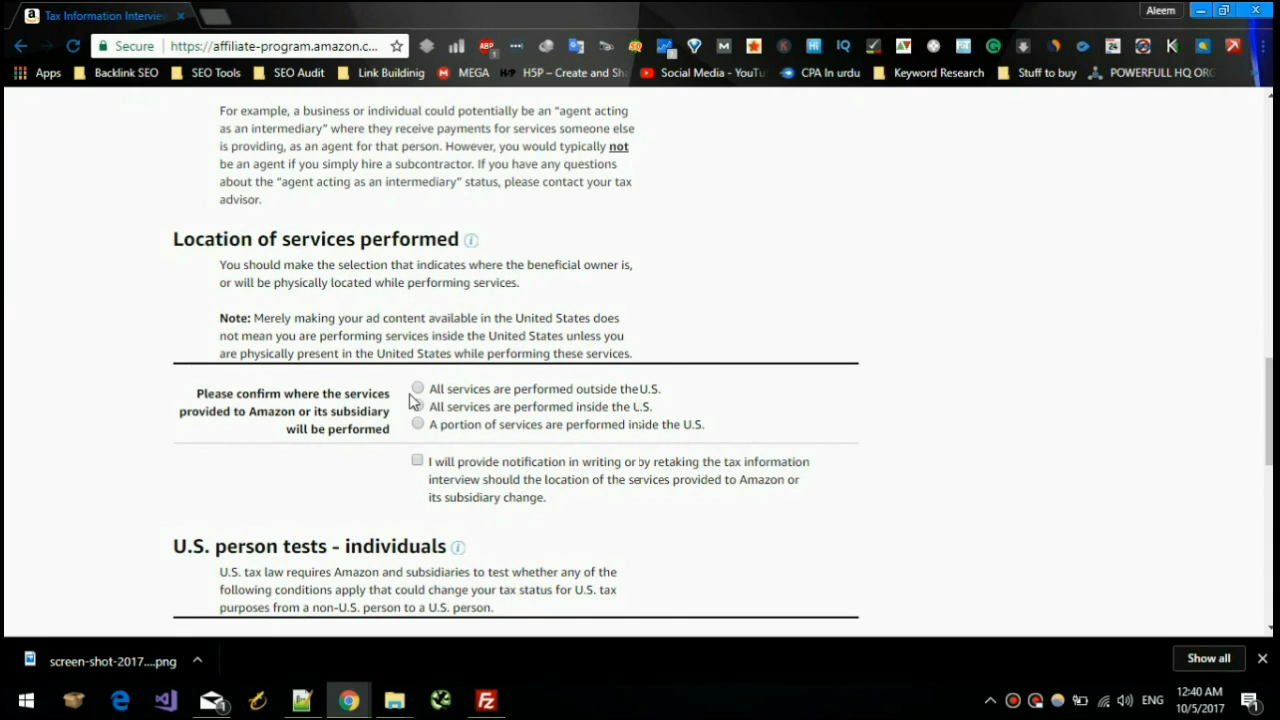 Tax Information Intervie
Aleem
Secure
https://affiliate-program.amazon.c...
Apps
Backlink SEO
SEO Tools
SEO Audit
Link Buildinig
MEGA
H5P – Create and Sha
Social Media - YouTu
CPA In urdu
Keyword Research
Stuff to buy
POWERFULL HQ ORG
For example, a business or individual could potentially be an “agent acting
as an intermediary” where they receive payments for services someone else
is providing, as an agent for that person. However, you would typically not
be an agent if you simply hire a subcontractor. If you have any questions
about the “agent acting as an intermediary” status, please contact your tax
advisor.
Location of services performed
You should make the selection that indicates where the beneficial owner is,
or will be physically located while performing services.
Note: Merely making your ad content available in the United States does
not mean you are performing services inside the United States unless you
are physically present in the United States while performing these services.
Please confirm where the services
provided to Amazon or its subsidiary
will be performed
All services are performed outside the U.S.
All services are performed inside the U.S.
A portion of services are performed inside the U.S.
I will provide notification in writing or by retaking the tax information
interview should the location of the services provided to Amazon or
its subsidiary change.
U.S. person tests - individuals
U.S. tax law requires Amazon and subsidiaries to test whether any of the
following conditions apply that could change your tax status for U.S. tax
purposes from a non-U.S. person to a U.S. person.
screen-shot-2017....png
Show all
ENG
12:40 AM
10/5/2017